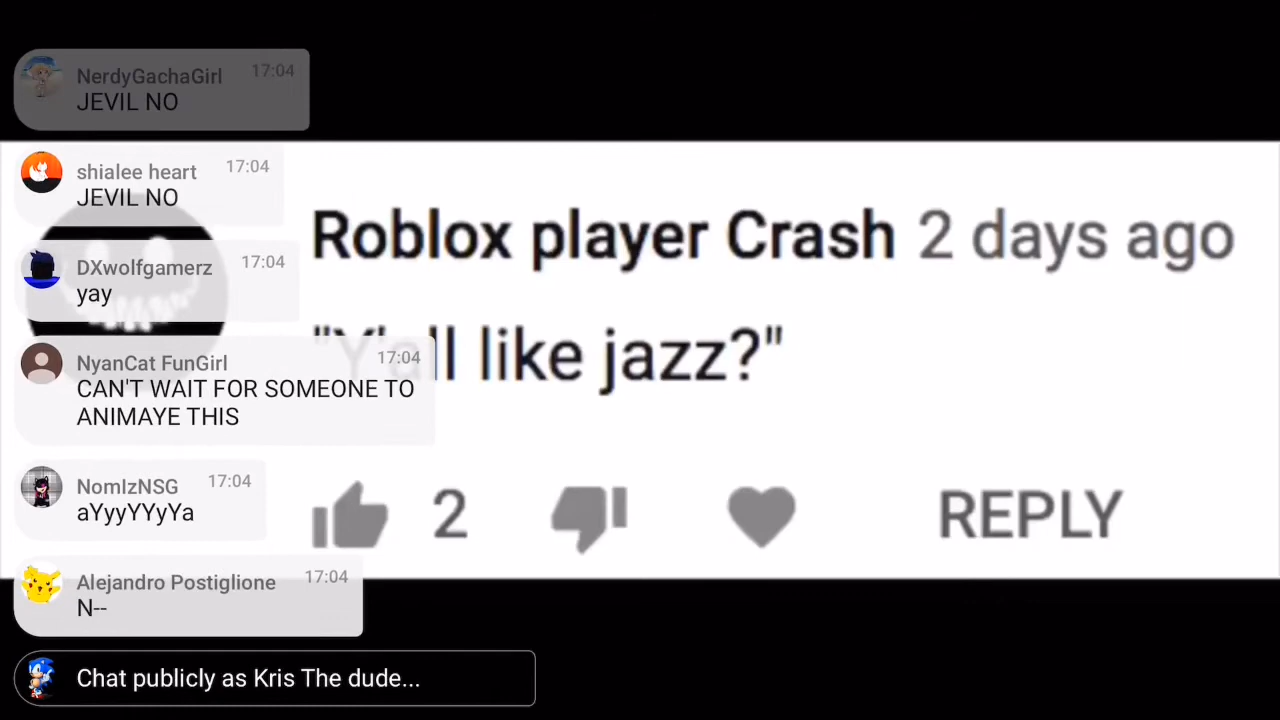 NerdyGachaGirl 17:04
JEVIL NO
shialee heart 17:04
JEVIL NO
DXwolfgamerz 17:04
yay
NyanCat FunGirl 17:04
CAN'T WAIT FOR SOMEONE TO
ANIMAYE THIS
NomIzNSG 17:04
aYyyYYyYa
Alejandro Postiglione 17:04
N--
Chat publicly as Kris The dude...
Roblox player Crash 2 days ago
"Y'all like jazz?"
2 REPLY